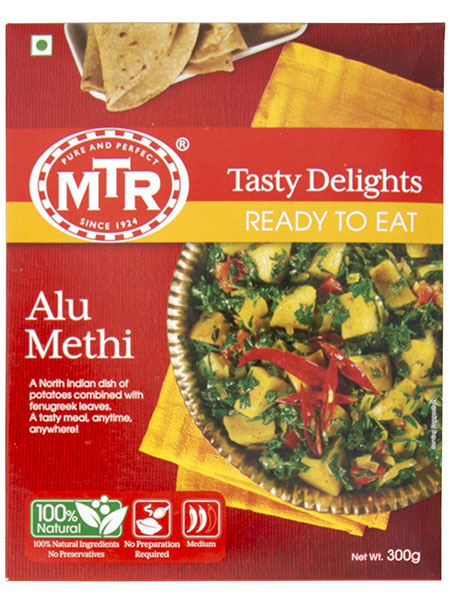 PURE AND PERFECT
MTR®
SINCE 1924
Tasty Delights
READY TO EAT
Alu
Methi
A North Indian dish of
potatoes combined with
fenugreek leaves.
A tasty meal, anytime,
anywhere!
100%
Natural
100% Natural Ingredients
No Preservatives
No Preparation
Required
Medium
Net Wt. 300g